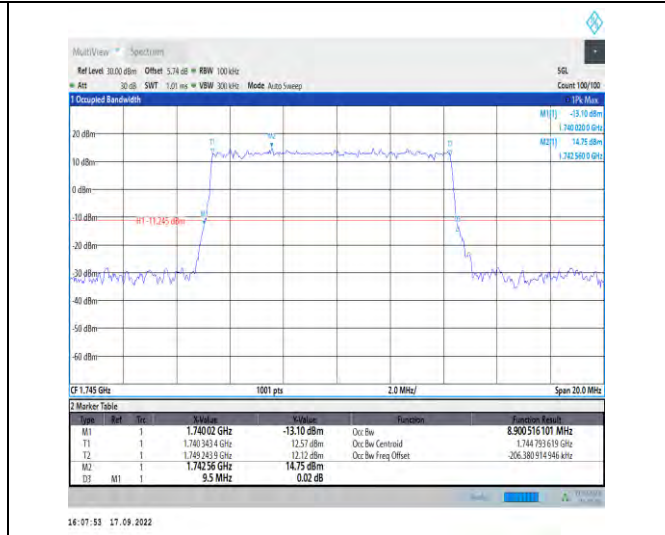 MultiView Spectrum
Ref Level 30.00 dBm Offset 5.74 dB RBW 100 kHz SGL
Att 30 dB SWT 1.01 ms VBW 300 kHz Mode Auto Sweep Count 100/100
1 Occupied Bandwidth 1Pk Max
M1[1] -13.10 dBm
1.740 020 0 GHz
M2[1] 14.75 dBm
1.742 560 0 GHz
20 dBm
10 dBm
0 dBm
-10 dBm
H1 -11.245 dBm
-20 dBm
-30 dBm
-40 dBm
-50 dBm
-60 dBm
T1
M2
M1
CF 1.745 GHz 1001 pts 2.0 MHz/ Span 20.0 MHz
2 Marker Table
Type Ref Trc X-Value Y-Value Function Function Result
M1 1 1.740 02 GHz -13.10 dBm Occ Bw 8.900 516 101 MHz
T1 1 1.740 343 4 GHz 12.57 dBm Occ Bw Centroid 1.744 793 619 GHz
T2 1 1.749 243 9 GHz 12.12 dBm Occ Bw Freq Offset -206.380 914 946 kHz
M2 1 1.742 56 GHz 14.75 dBm
D3 M1 1 9.5 MHz 0.02 dB
Ready
16:07:53 17.09.2022